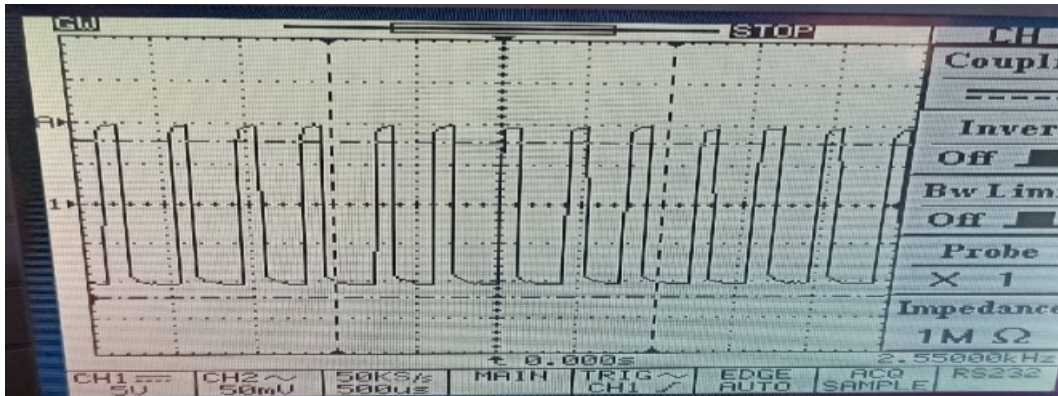 GW STOP CH
Coupli
A
Inver
Off
1
Bw Lim
Off
Probe
X 1
Impedance
1M Ω
0.000s 2.55000kHz
CH1 CH2 ~ 50KS/s MAIN TRIG~ EDGE ACQ RS232
5V 50mV 500us CH1 AUTO SAMPLE